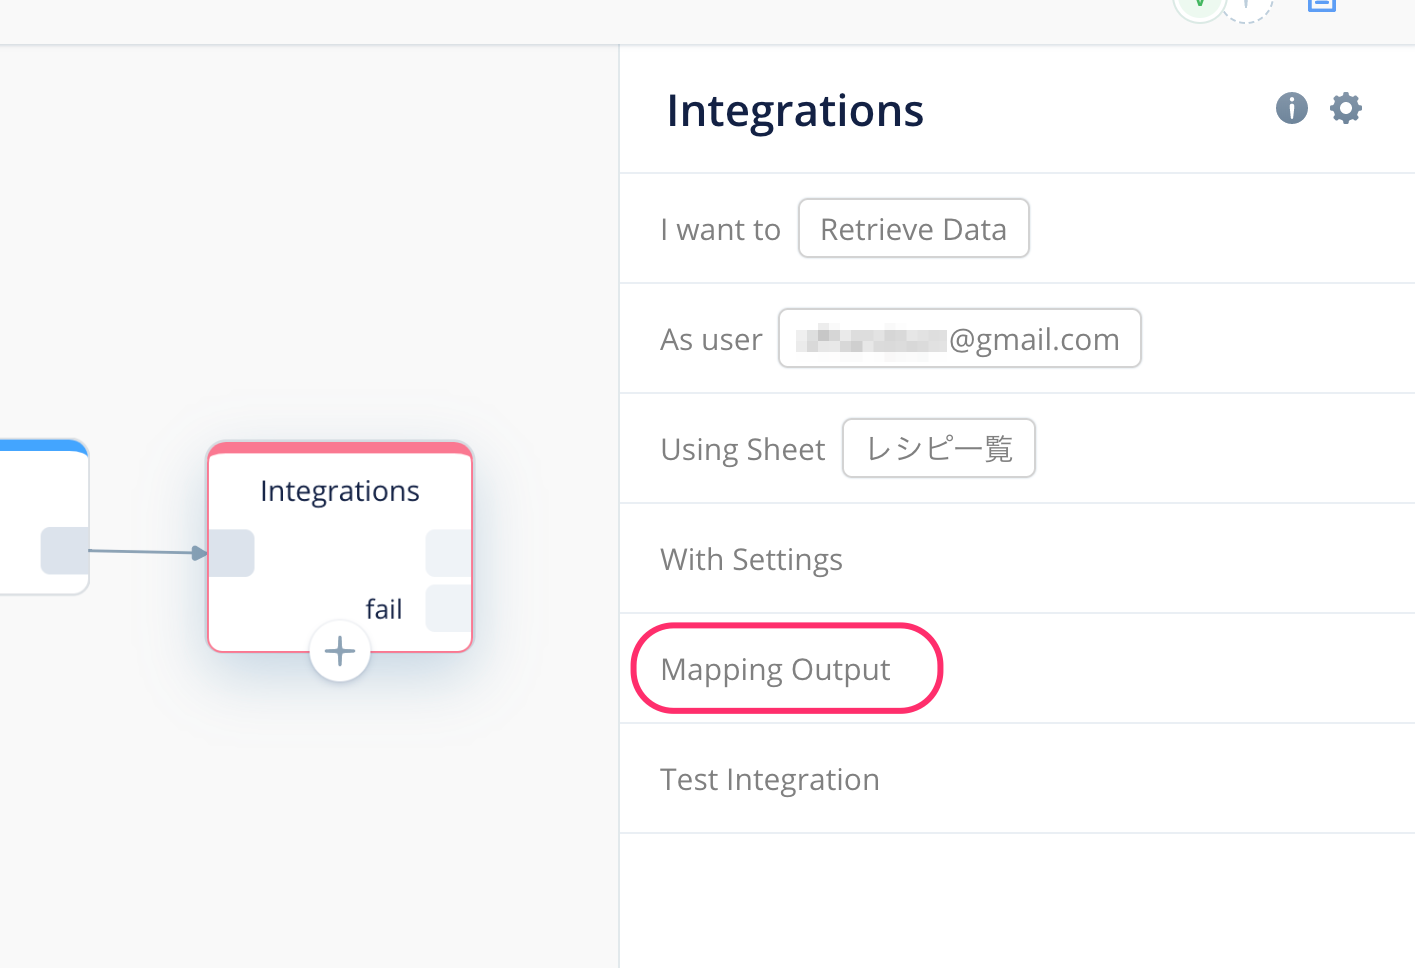 Integrations
I want to Retrieve Data
As user @gmail.com
Using Sheet レシピ一覧
With Settings
Mapping Output
Test Integration
Integrations
fail